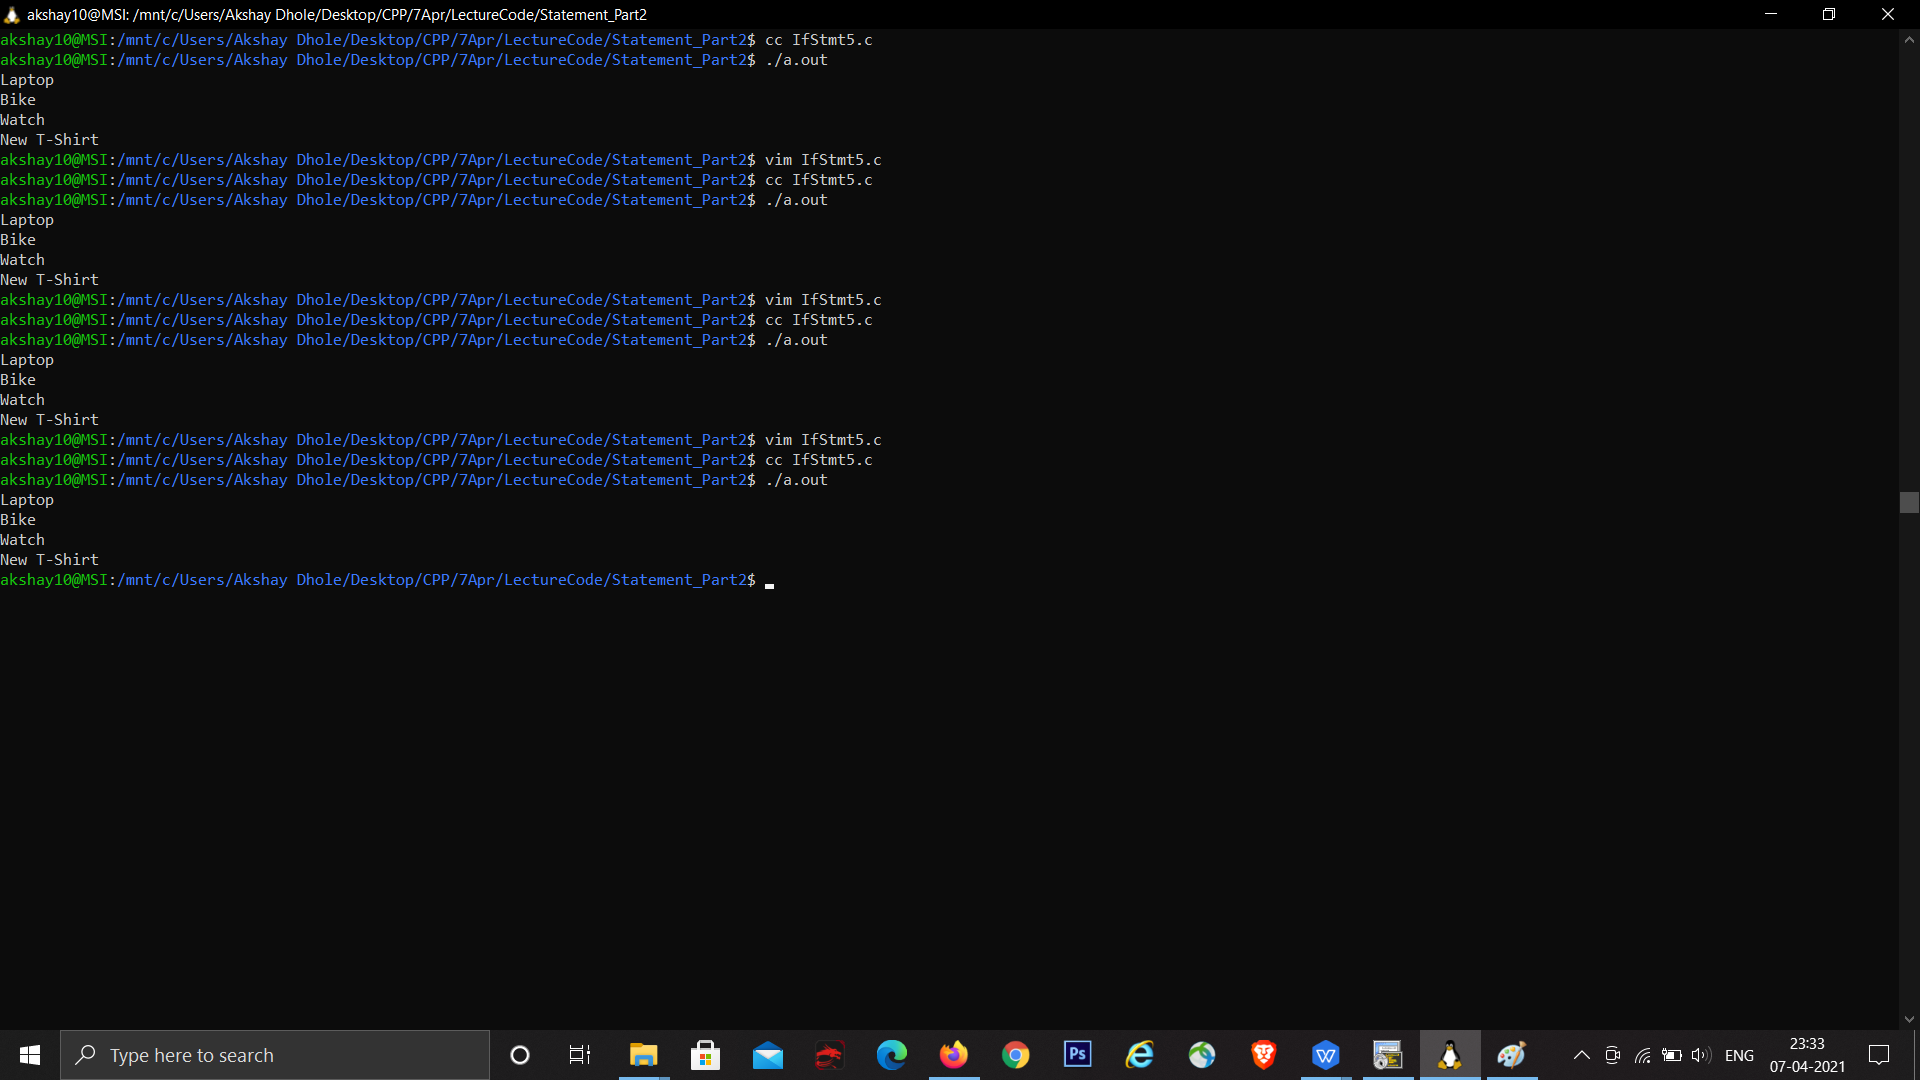 akshay10@MSI: /mnt/c/Users/Akshay Dhole/Desktop/CPP/7Apr/LectureCode/Statement_Part2
akshay10@MSI:/mnt/c/Users/Akshay Dhole/Desktop/CPP/7Apr/LectureCode/Statement_Part2$ cc IfStmt5.c
akshay10@MSI:/mnt/c/Users/Akshay Dhole/Desktop/CPP/7Apr/LectureCode/Statement_Part2$ ./a.out
Laptop
Bike
Watch
New T-Shirt
akshay10@MSI:/mnt/c/Users/Akshay Dhole/Desktop/CPP/7Apr/LectureCode/Statement_Part2$ vim IfStmt5.c
akshay10@MSI:/mnt/c/Users/Akshay Dhole/Desktop/CPP/7Apr/LectureCode/Statement_Part2$ cc IfStmt5.c
akshay10@MSI:/mnt/c/Users/Akshay Dhole/Desktop/CPP/7Apr/LectureCode/Statement_Part2$ ./a.out
Laptop
Bike
Watch
New T-Shirt
akshay10@MSI:/mnt/c/Users/Akshay Dhole/Desktop/CPP/7Apr/LectureCode/Statement_Part2$ vim IfStmt5.c
akshay10@MSI:/mnt/c/Users/Akshay Dhole/Desktop/CPP/7Apr/LectureCode/Statement_Part2$ cc IfStmt5.c
akshay10@MSI:/mnt/c/Users/Akshay Dhole/Desktop/CPP/7Apr/LectureCode/Statement_Part2$ ./a.out
Laptop
Bike
Watch
New T-Shirt
akshay10@MSI:/mnt/c/Users/Akshay Dhole/Desktop/CPP/7Apr/LectureCode/Statement_Part2$ vim IfStmt5.c
akshay10@MSI:/mnt/c/Users/Akshay Dhole/Desktop/CPP/7Apr/LectureCode/Statement_Part2$ cc IfStmt5.c
akshay10@MSI:/mnt/c/Users/Akshay Dhole/Desktop/CPP/7Apr/LectureCode/Statement_Part2$ ./a.out
Laptop
Bike
Watch
New T-Shirt
akshay10@MSI:/mnt/c/Users/Akshay Dhole/Desktop/CPP/7Apr/LectureCode/Statement_Part2$
Type here to search
Ps
ENG
23:33
07-04-2021